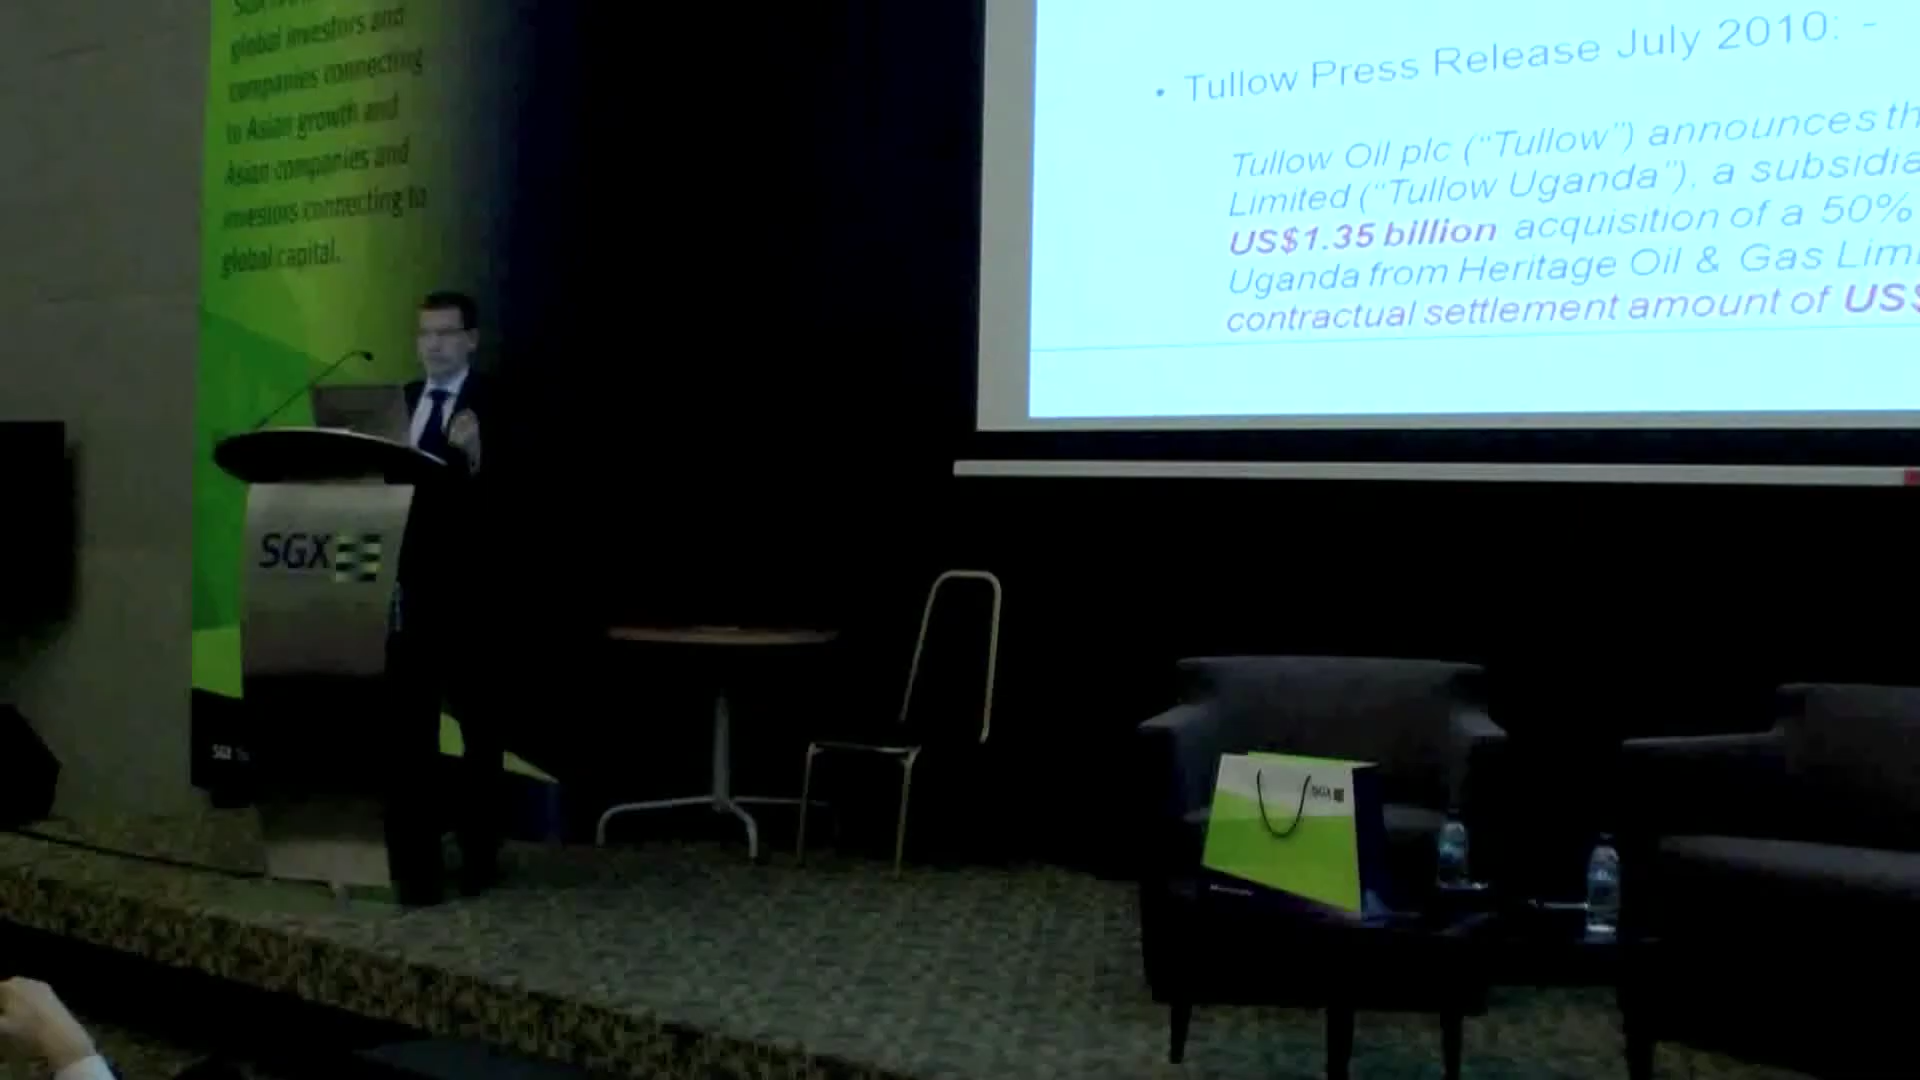 global investors and
companies connecting
to Asian growth and
Asian companies and
investors connecting to
global capital.
• Tullow Press Release July 2010: -
Tullow Oil plc (“Tullow”) announces th
Limited (“Tullow Uganda”), a subsidia
US$1.35 billion acquisition of a 50%
Uganda from Heritage Oil & Gas Lim
contractual settlement amount of US$
SGX
SGX
SGX